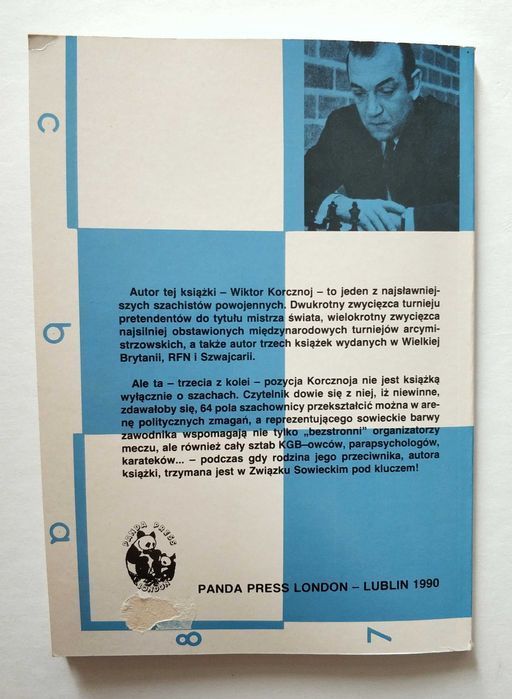 c
b
a
8
7
Autor tej książki – Wiktor Korcznoj – to jeden z najsławniej-
szych szachistów powojennych. Dwukrotny zwycięzca turnieju
pretendentów do tytułu mistrza świata, wielokrotny zwycięzca
najsilniej obstawionych międzynarodowych turniejów arcymi-
strzowskich, a także autor trzech książek wydanych w Wielkiej
Brytanii, RFN i Szwajcarii.
Ale ta – trzecia z kolei – pozycja Korcznoja nie jest książką
wyłącznie o szachach. Czytelnik dowie się z niej, iż niewinne,
zdawałoby się, 64 pola szachownicy przekształcić można w are-
nę politycznych zmagań, a reprezentującego sowieckie barwy
zawodnika wspomagają nie tylko „bezstronni” organizatorzy
meczu, ale również cały sztab KGB–owców, parapsychologów,
karateków... – podczas gdy rodzina jego przeciwnika, autora
książki, trzymana jest w Związku Sowieckim pod kluczem!
PANDA PRESS
LONDON
PANDA PRESS LONDON – LUBLIN 1990